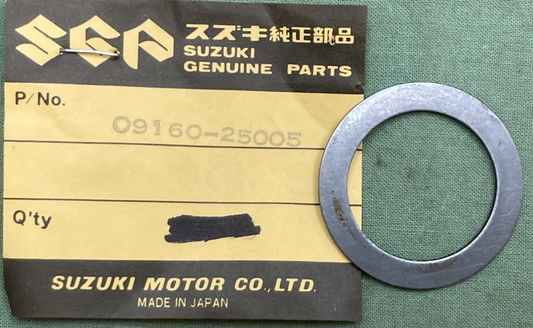 SGP スズキ純正部品
SUZUKI
GENUINE PARTS
P/No.
09160-25005
Q'ty
SUZUKI MOTOR CO.,LTD.
MADE IN JAPAN